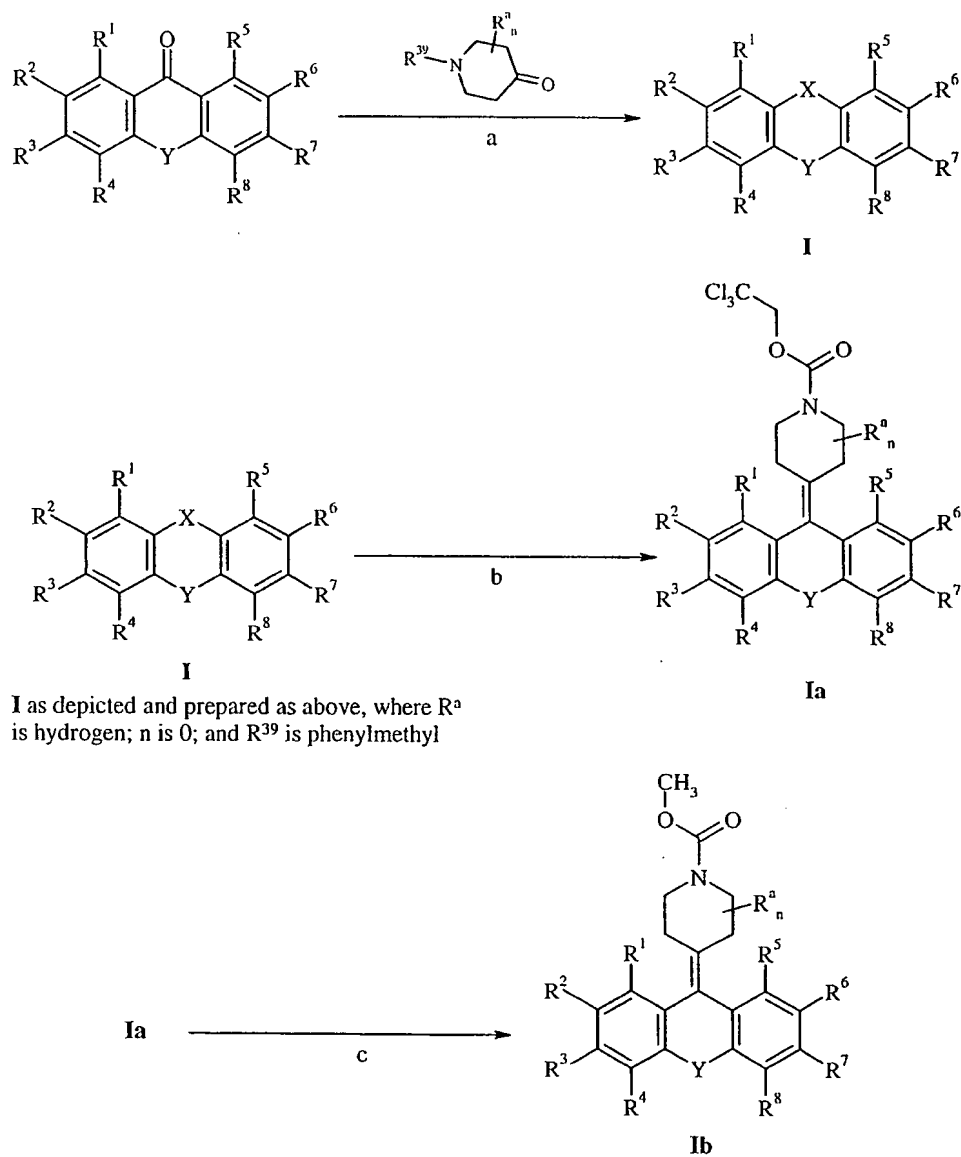 R¹ O R⁵
R² R⁶
R³ Y R⁷
R⁴ R⁸
Rᵃₙ
R³⁹ N O
a
R¹ X R⁵
R² R⁶
R³ Y R⁷
R⁴ R⁸
I
R¹ X R⁵
R² R⁶
R³ Y R⁷
R⁴ R⁸
I
I as depicted and prepared as above, where Rᵃ
is hydrogen; n is 0; and R³⁹ is phenylmethyl
b
Cl₃C
O O
N
Rᵃₙ
R¹ R⁵
R² R⁶
R³ Y R⁷
R⁴ R⁸
Ia
Ia
c
CH₃
O O
N
Rᵃₙ
R¹ R⁵
R² R⁶
R³ Y R⁷
R⁴ R⁸
Ib